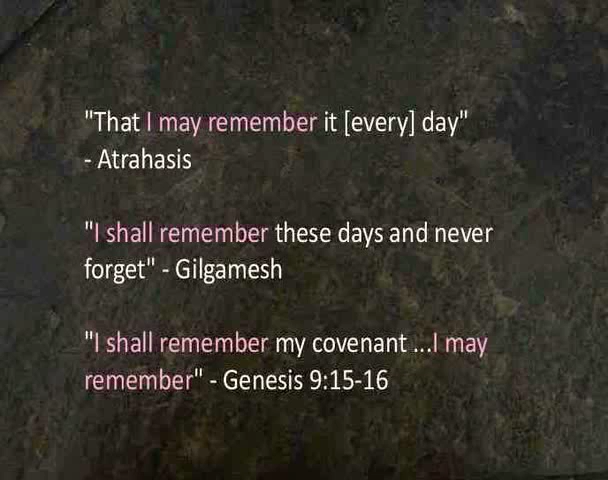 "That I may remember it [every] day"
- Atrahasis
"I shall remember these days and never
forget" - Gilgamesh
"I shall remember my covenant ...I may
remember" - Genesis 9:15-16